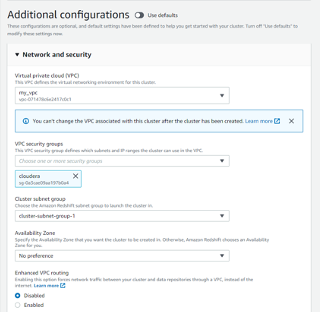 Additional configurations
Use defaults
These configurations are optional, and default settings have been defined to help you get started with your cluster. Turn off "Use defaults" to
modify these settings now.
Network and security
Virtual private cloud (VPC)
This VPC defines the virtual networking environment for this cluster.
my_vpc
You can't change the VPC associated with this cluster after the cluster has been created. Learn more
VPC security groups
This VPC security group defines which subnets and IP ranges the cluster can use in the VPC.
Choose one or more security groups
cloudera
Cluster subnet group
Choose the Amazon Redshift subnet group to launch the cluster in.
cluster-subnet-group-1
Availability Zone
Specify the Availability Zone that you want the cluster to be created in. Otherwise, Amazon Redshift chooses an Availability
Zone for you.
No preference
Enhanced VPC routing
Enabling this option forces network traffic between your cluster and data repositories through a VPC, instead of the
internet. Learn more
Disabled
Enabled